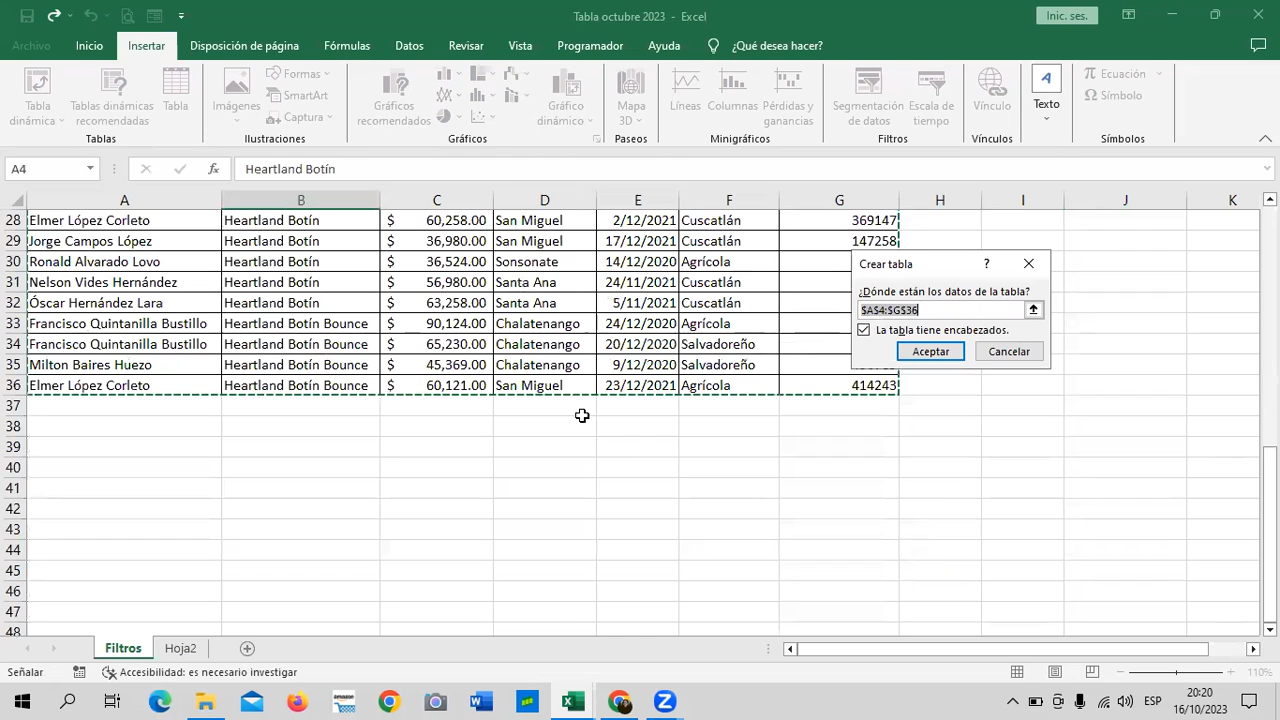 Tabla octubre 2023 - Excel
Inic. ses.
Archivo Inicio Insertar Disposición de página Fórmulas Datos Revisar Vista Programador Ayuda ¿Qué desea hacer?
Tabla dinámica Tablas dinámicas recomendadas Tabla
Imágenes Formas SmartArt Captura
Gráficos recomendados Gráfico dinámico
Mapa 3D
Líneas Columnas Pérdidas y ganancias
Segmentación de datos Escala de tiempo
Vínculo
Texto
Ecuación Símbolo
Tablas Ilustraciones Gráficos Paseos Minigráficos Filtros Vínculos Símbolos
A4 fx Heartland Botín
A B C D E F G H I J K
28 Elmer López Corleto Heartland Botín $ 60,258.00 San Miguel 2/12/2021 Cuscatlán 369147
29 Jorge Campos López Heartland Botín $ 36,980.00 San Miguel 17/12/2021 Cuscatlán 147258
30 Ronald Alvarado Lovo Heartland Botín $ 36,524.00 Sonsonate 14/12/2020 Agrícola
31 Nelson Vides Hernández Heartland Botín $ 56,980.00 Santa Ana 24/11/2021 Cuscatlán
32 Óscar Hernández Lara Heartland Botín $ 63,258.00 Santa Ana 5/11/2021 Cuscatlán
33 Francisco Quintanilla Bustillo Heartland Botín Bounce $ 90,124.00 Chalatenango 24/12/2020 Agrícola
34 Francisco Quintanilla Bustillo Heartland Botín Bounce $ 65,230.00 Chalatenango 20/12/2020 Salvadoreño
35 Milton Baires Huezo Heartland Botín Bounce $ 45,369.00 Chalatenango 9/12/2020 Salvadoreño
36 Elmer López Corleto Heartland Botín Bounce $ 60,121.00 San Miguel 23/12/2021 Agrícola 414243
37
38
39
40
41
42
43
44
45
46
47
48
Crear tabla ?
¿Dónde están los datos de la tabla?
$A$4:$G$36
La tabla tiene encabezados.
Aceptar Cancelar
Filtros Hoja2
Señalar Accesibilidad: es necesario investigar 110%
ESP
20:20
16/10/2023